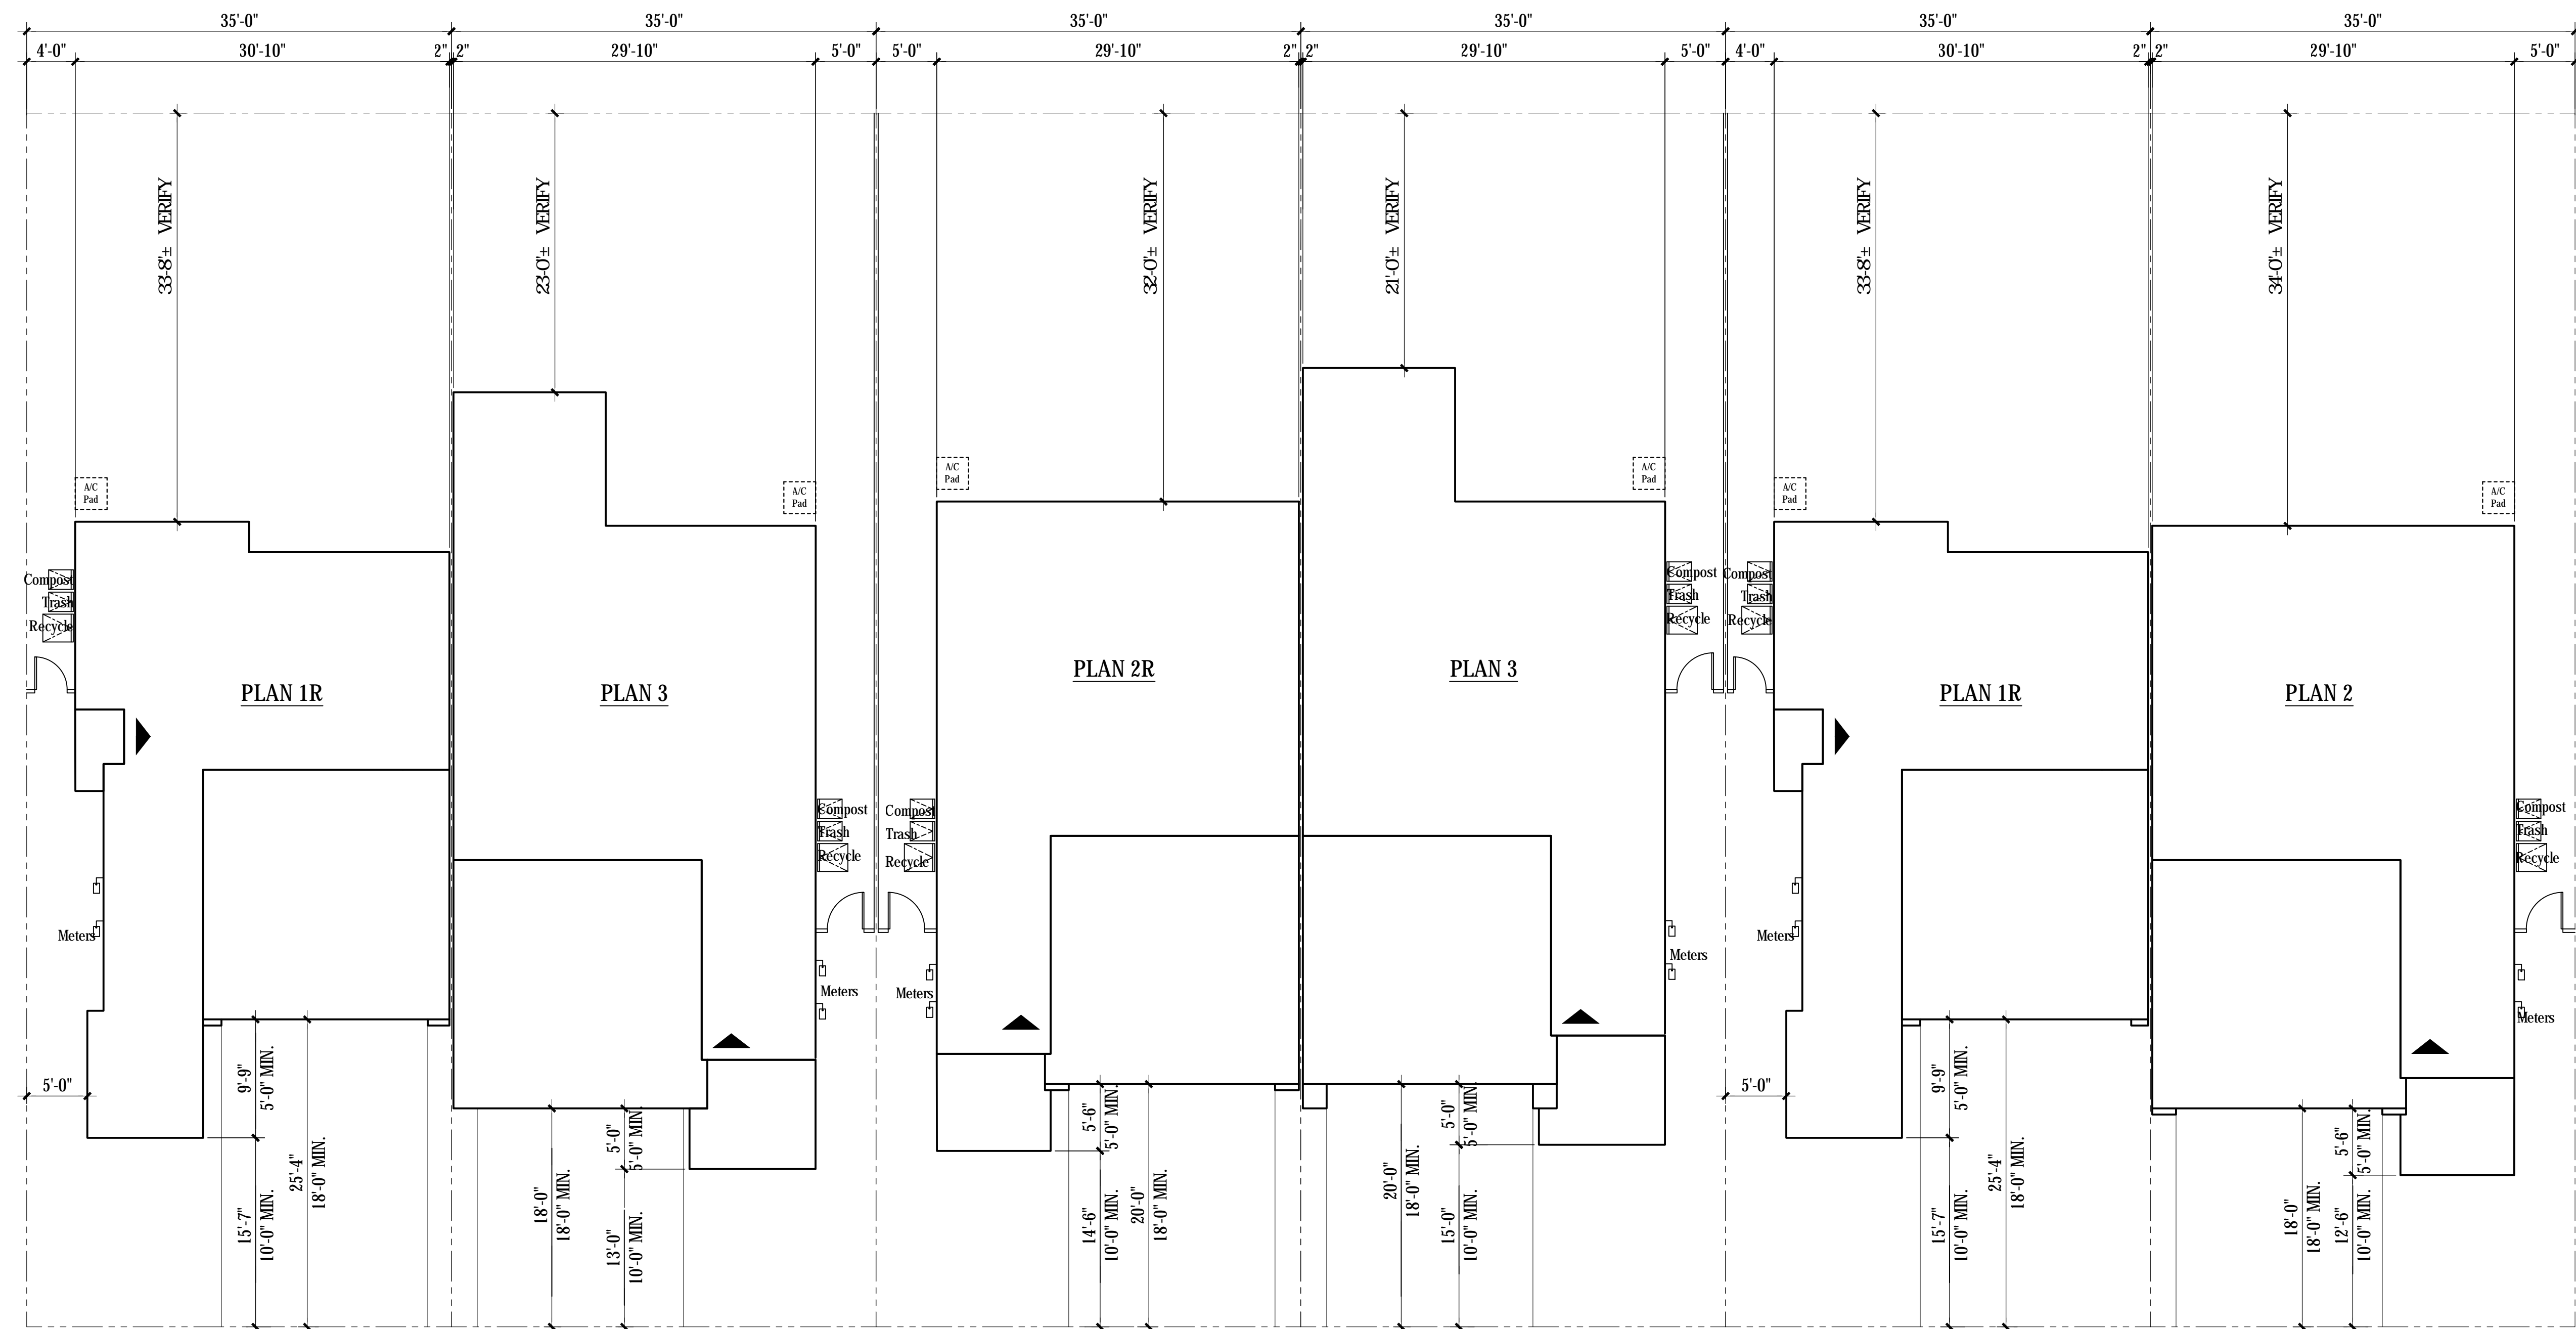 35'-0" 35'-0" 35'-0" 35'-0" 35'-0" 35'-0"
4'-0" 30'-10" 2" 2" 29'-10" 5'-0" 5'-0" 29'-10" 2" 2" 29'-10" 5'-0" 4'-0" 30'-10" 2" 2" 29'-10" 5'-0"
33'-8"± VERIFY
23'-0"± VERIFY
32'-0"± VERIFY
21'-0"± VERIFY
33'-8"± VERIFY
34'-0"± VERIFY
A/C
Pad
A/C
Pad
A/C
Pad
A/C
Pad
A/C
Pad
A/C
Pad
Compost
Trash
Recycle
Compost
Trash
Recycle
Compost
Trash
Recycle
PLAN 1R
PLAN 3
PLAN 2R
PLAN 3
PLAN 1R
PLAN 2
Compost
Trash
Recycle
Compost
Trash
Recycle
Compost
Trash
Recycle
Meters
Meters
Meters
Meters
Meters
Meters
5'-0"
9'-9"
5'-0" MIN.
15'-7"
10'-0" MIN.
25'-4"
18'-0" MIN.
18'-0"
18'-0" MIN.
5'-0"
5'-0" MIN.
13'-0"
10'-0" MIN.
5'-6"
5'-0" MIN.
14'-6"
10'-0" MIN.
20'-0"
18'-0" MIN.
20'-0"
18'-0" MIN.
5'-0"
5'-0" MIN.
15'-0"
10'-0" MIN.
5'-0"
9'-9"
5'-0" MIN.
15'-7"
10'-0" MIN.
25'-4"
18'-0" MIN.
18'-0"
18'-0" MIN.
5'-6"
5'-0" MIN.
12'-6"
10'-0" MIN.